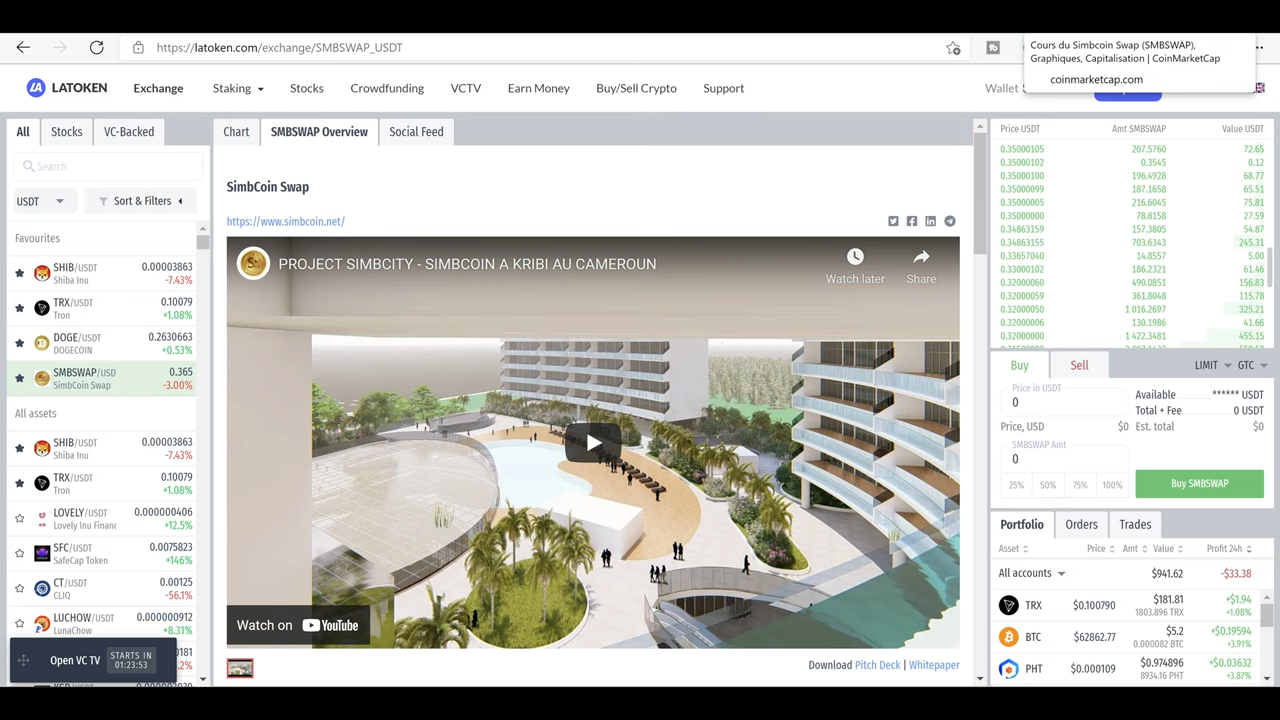 https://latoken.com/exchange/SMBSWAP_USDT
Cours du Simbcoin Swap (SMBSWAP),
Graphiques, Capitalisation | CoinMarketCap
coinmarketcap.com
LATOKEN
Exchange
Staking
Stocks
Crowdfunding
VCTV
Earn Money
Buy/Sell Crypto
Support
Wallet
All
Stocks
VC-Backed
Search
USDT
Sort & Filters
Favourites
SHIB/USDT 0.00003863
Shiba Inu -7.43%
TRX/USDT 0.10079
Tron +1.08%
DOGE/USDT 0.2630663
DOGECOIN +0.53%
SMBSWAP/USD 0.365
SimbCoin Swap -3.00%
All assets
SHIB/USDT 0.00003863
Shiba Inu -7.43%
TRX/USDT 0.10079
Tron +1.08%
LOVELY/USDT 0.000000406
Lovely Inu Financ +12.5%
SFC/USDT 0.0075823
SafeCap Token +146%
CT/USDT 0.00125
CLIQ -56.1%
LUCHOW/USDT 0.000000912
LunaChow +8.31%
Open VC TV
STARTS IN
01:23:53
Chart
SMBSWAP Overview
Social Feed
SimbCoin Swap
https://www.simbcoin.net/
PROJECT SIMBCITY - SIMBCOIN A KRIBI AU CAMEROUN
Watch later
Share
Watch on YouTube
Download Pitch Deck | Whitepaper
Price USDT Amt SMBSWAP Value USDT
0.35000105 207.5760 72.65
0.35000102 0.3545 0.12
0.35000100 196.4928 68.77
0.35000099 187.1658 65.51
0.35000005 216.6045 75.81
0.35000000 78.8158 27.59
0.34863159 157.3805 54.87
0.34863155 703.6343 245.31
0.33657040 14.8557 5.00
0.33000102 186.2321 61.46
0.32000060 490.0851 156.83
0.32000059 361.8048 115.78
0.32000050 1 016.2697 325.21
0.32000006 130.1986 41.66
0.32000000 1 422.3481 455.15
Buy
Sell
LIMIT
GTC
Price in USDT
0
Available ****** USDT
Total + Fee 0 USDT
Price, USD $0
Est. total $0
SMBSWAP Amt
0
25% 50% 75% 100%
Buy SMBSWAP
Portfolio
Orders
Trades
Asset Price Amt Value Profit 24h
All accounts $941.62 -$33.38
TRX $0.100790 $181.81 +$1.94
1803.896 TRX +1.08%
BTC $62862.77 $5.2 +$0.19594
0.000082 BTC +3.91%
PHT $0.000109 $0.974896 +$0.03632
8934.16 PHT +3.87%